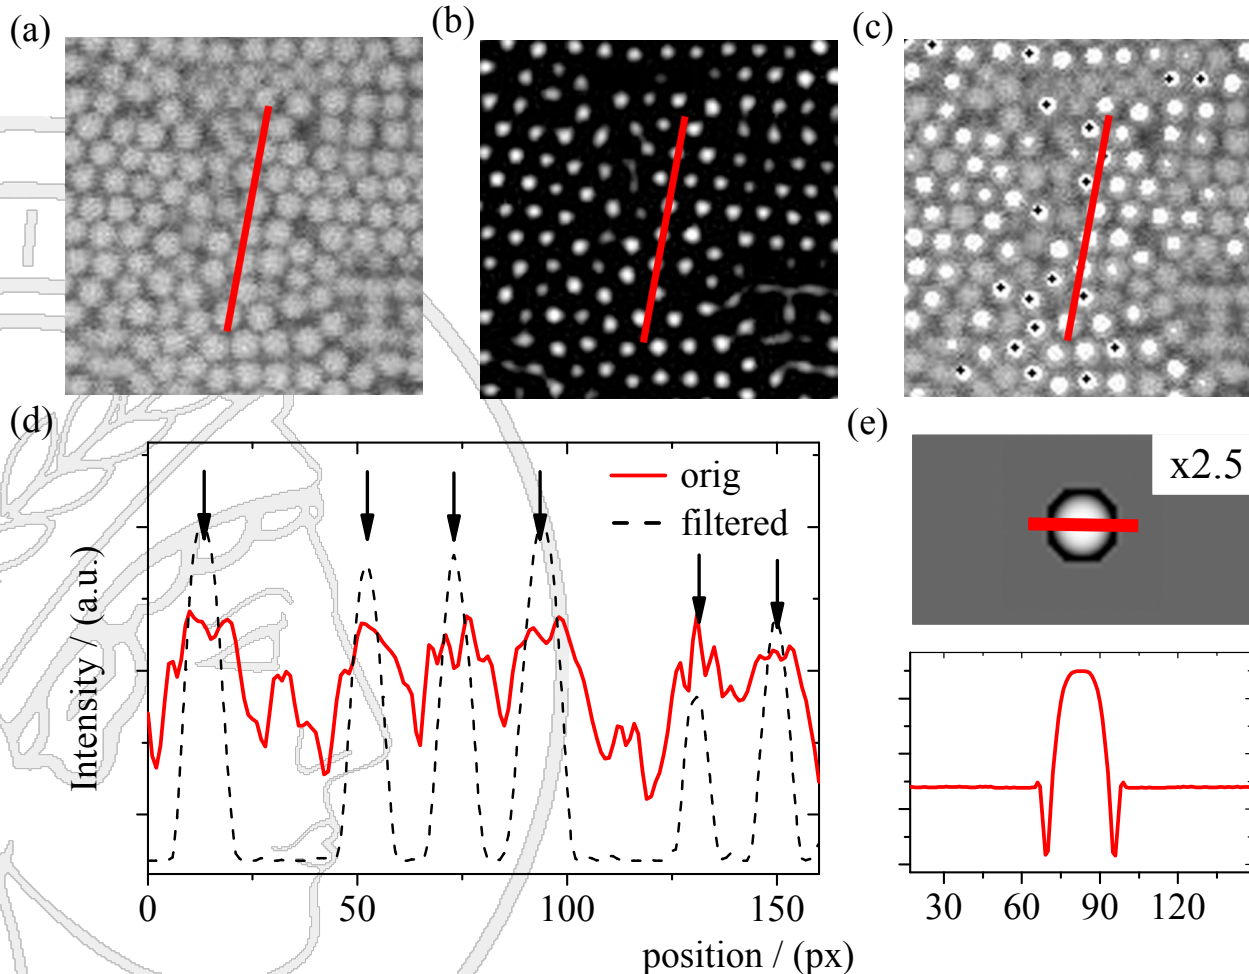 (a)
(b)
(c)
(d)
orig
filtered
Intensity / (a.u.)
0
50
100
150
position / (px)
(e)
x2.5
30
60
90
120